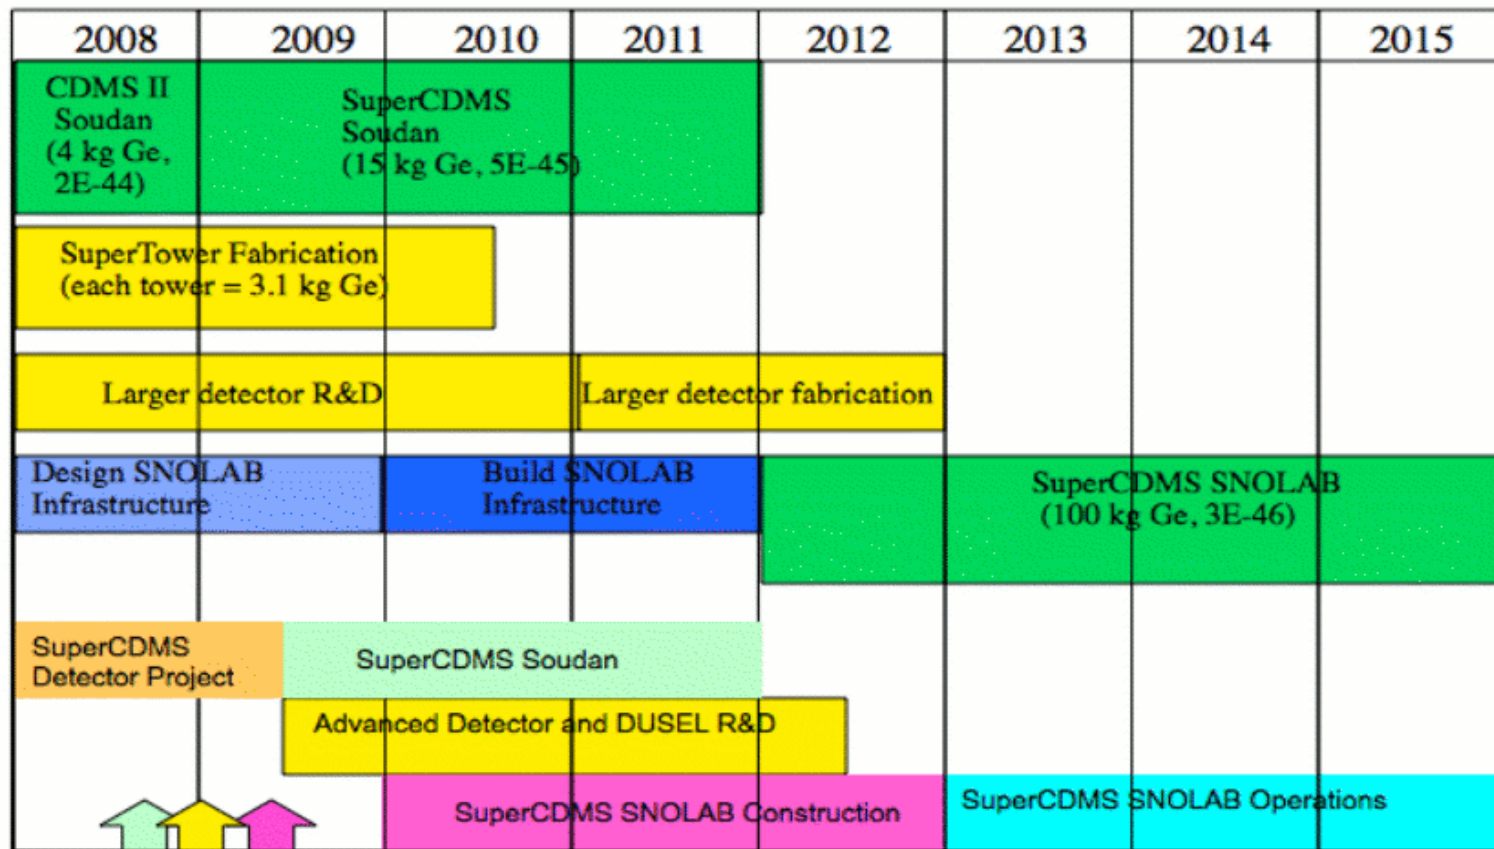 2008 2009 2010 2011 2012 2013 2014 2015
CDMS II
Soudan
(4 kg Ge,
2E-44)
SuperCDMS
Soudan
(15 kg Ge, 5E-45)
SuperTower Fabrication
(each tower = 3.1 kg Ge)
Larger detector R&D
Larger detector fabrication
Design SNOLAB
Infrastructure
Build SNOLAB
Infrastructure
SuperCDMS SNOLAB
(100 kg Ge, 3E-46)
SuperCDMS
Detector Project
SuperCDMS Soudan
Advanced Detector and DUSEL R&D
SuperCDMS SNOLAB Construction
SuperCDMS SNOLAB Operations